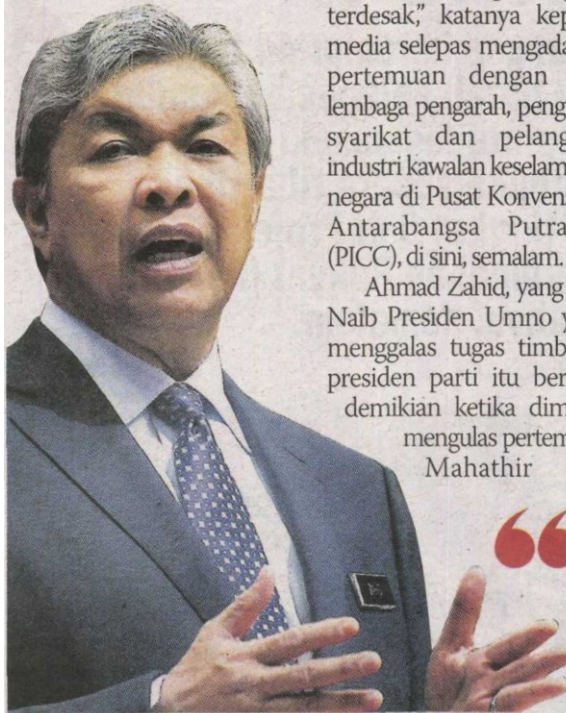 terdesak,” katanya kep
media selepas mengada
pertemuan dengan
lembaga pengarah, peng
syarikat dan pelang
industri kawalan keselam
negara di Pusat Konvens
Antarabangsa Putra
(PICC), di sini, semalam.
Ahmad Zahid, yang
Naib Presiden Umno y
menggalas tugas timb
presiden parti itu ber
demikian ketika dim
mengulas pertem
Mahathir
“